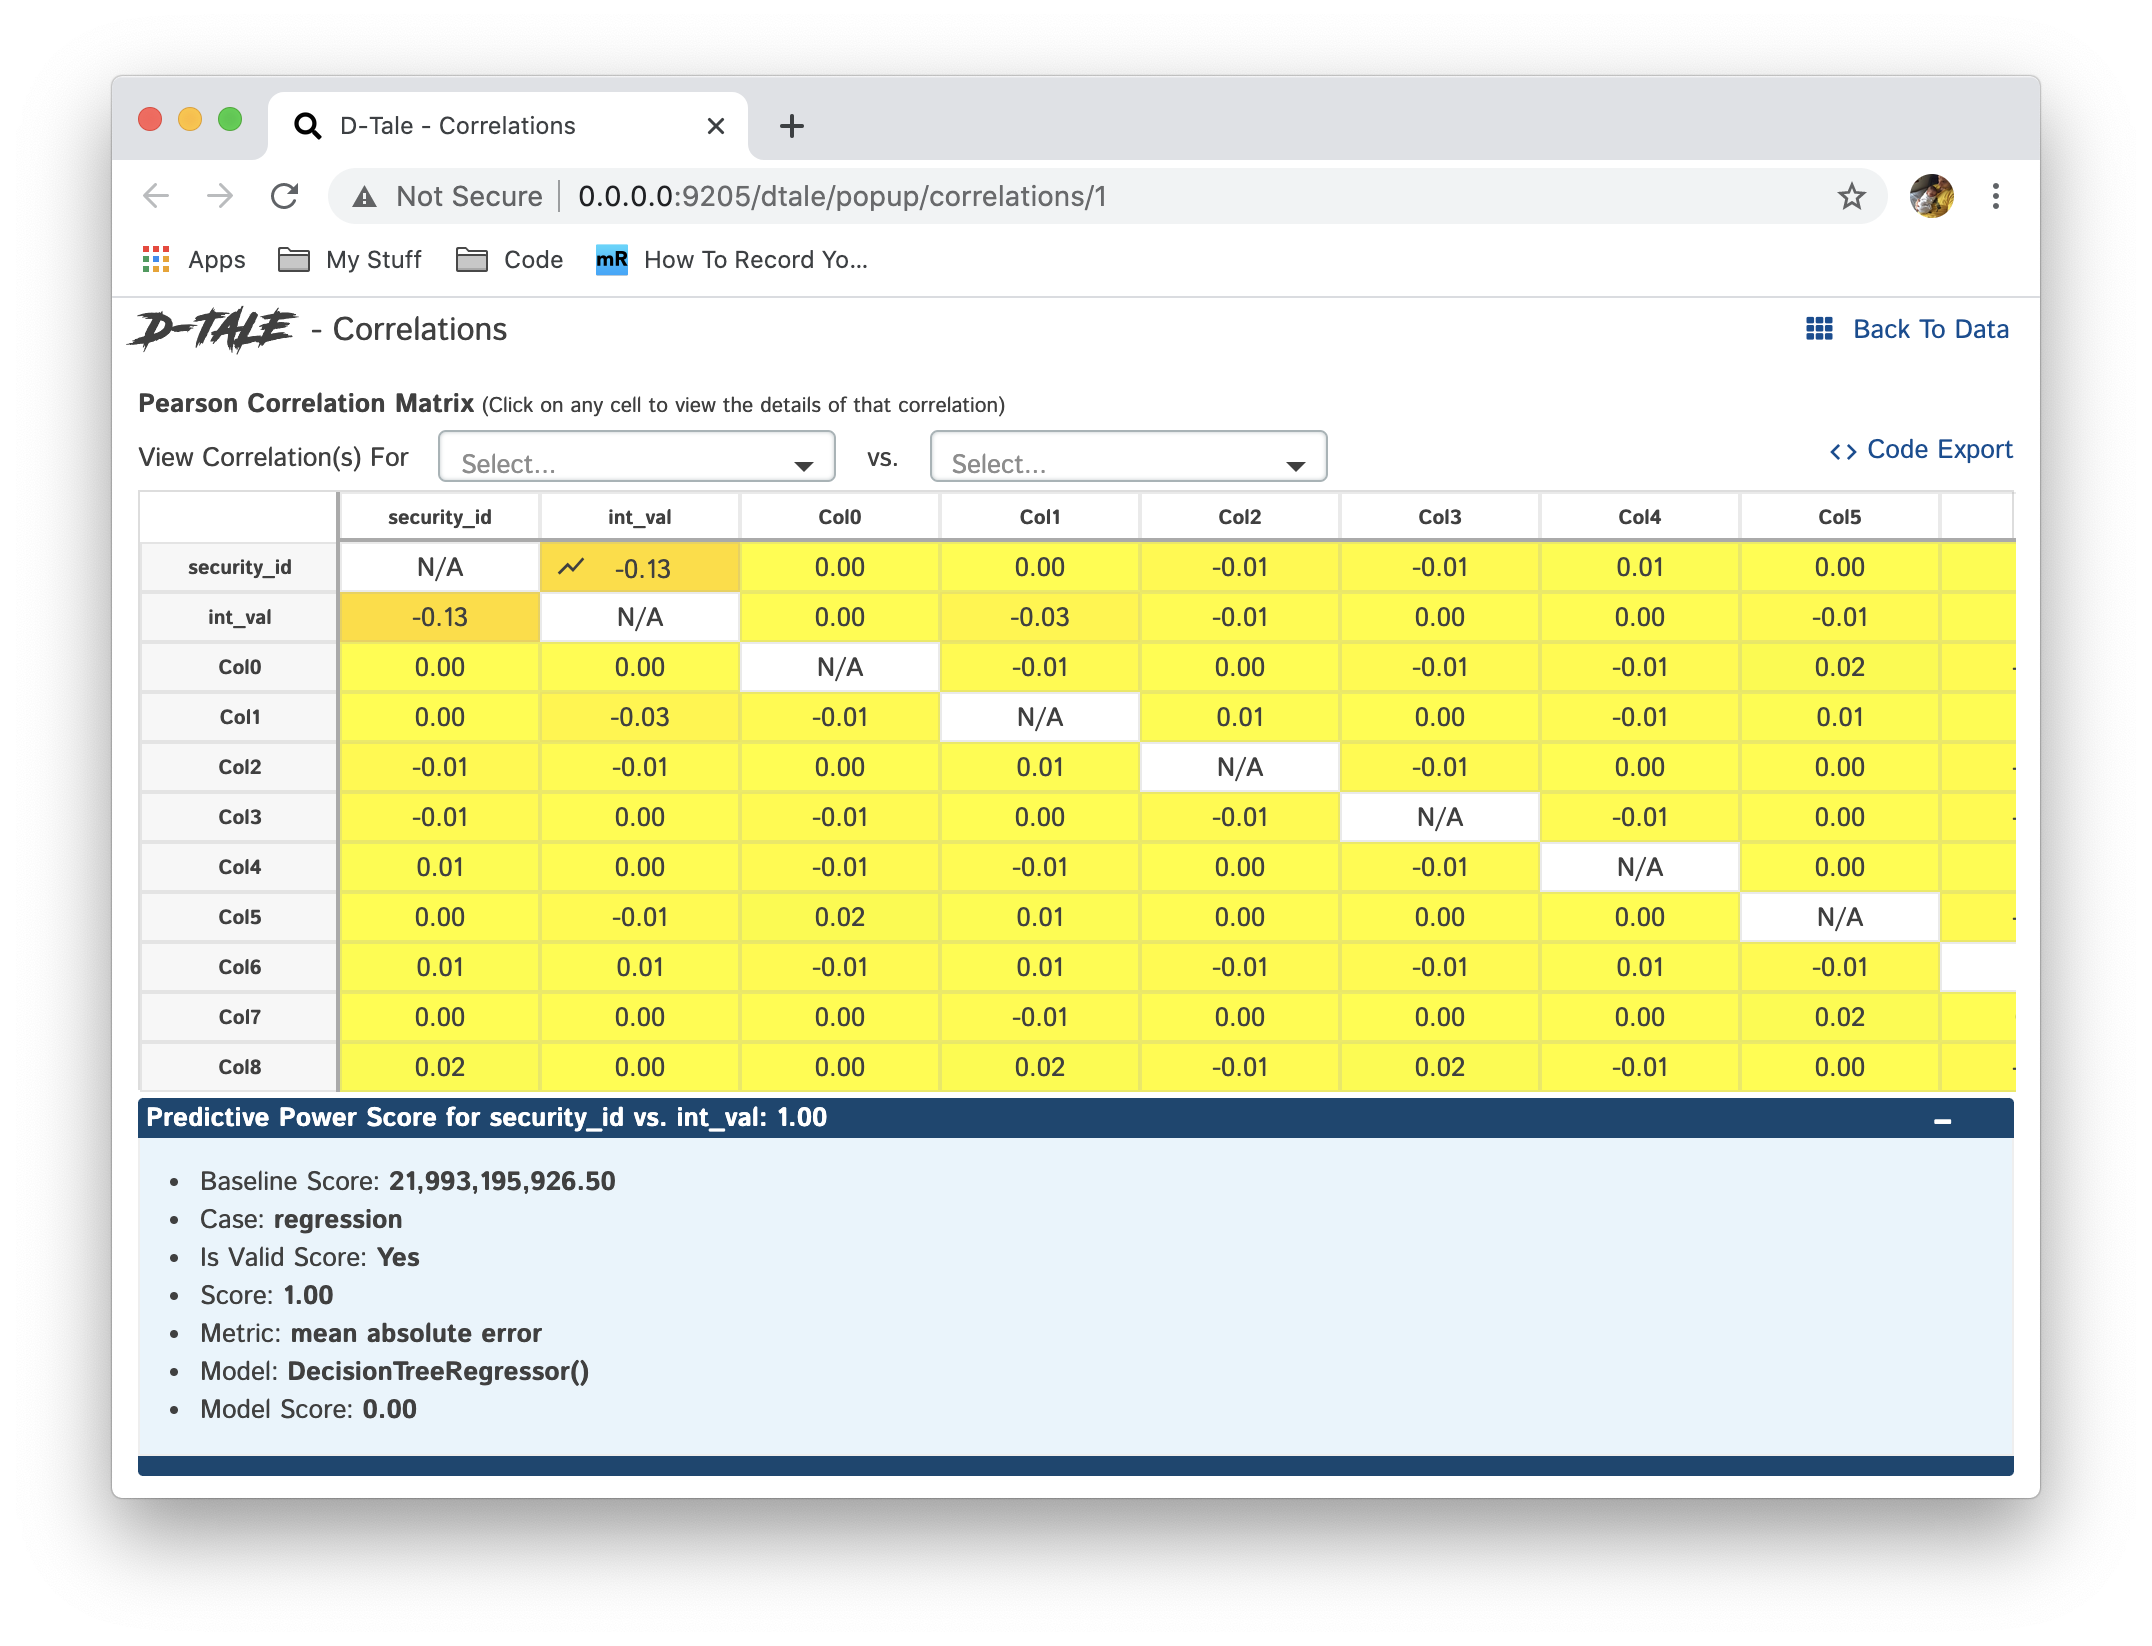 D-Tale - Correlations
Not Secure 0.0.0.0:9205/dtale/popup/correlations/1
Apps My Stuff Code mR How To Record Yo...
D-TALE - Correlations Back To Data
Pearson Correlation Matrix (Click on any cell to view the details of that correlation)
View Correlation(s) For Select... vs. Select... <> Code Export
security_id int_val Col0 Col1 Col2 Col3 Col4 Col5
security_id N/A -0.13 0.00 0.00 -0.01 -0.01 0.01 0.00
int_val -0.13 N/A 0.00 -0.03 -0.01 0.00 0.00 -0.01
Col0 0.00 0.00 N/A -0.01 0.00 -0.01 -0.01 0.02
Col1 0.00 -0.03 -0.01 N/A 0.01 0.00 -0.01 0.01
Col2 -0.01 -0.01 0.00 0.01 N/A -0.01 0.00 0.00
Col3 -0.01 0.00 -0.01 0.00 -0.01 N/A -0.01 0.00
Col4 0.01 0.00 -0.01 -0.01 0.00 -0.01 N/A 0.00
Col5 0.00 -0.01 0.02 0.01 0.00 0.00 0.00 N/A
Col6 0.01 0.01 -0.01 0.01 -0.01 -0.01 0.01 -0.01
Col7 0.00 0.00 0.00 -0.01 0.00 0.00 0.00 0.02
Col8 0.02 0.00 0.00 0.02 -0.01 0.02 -0.01 0.00
Predictive Power Score for security_id vs. int_val: 1.00
• Baseline Score: 21,993,195,926.50
• Case: regression
• Is Valid Score: Yes
• Score: 1.00
• Metric: mean absolute error
• Model: DecisionTreeRegressor()
• Model Score: 0.00